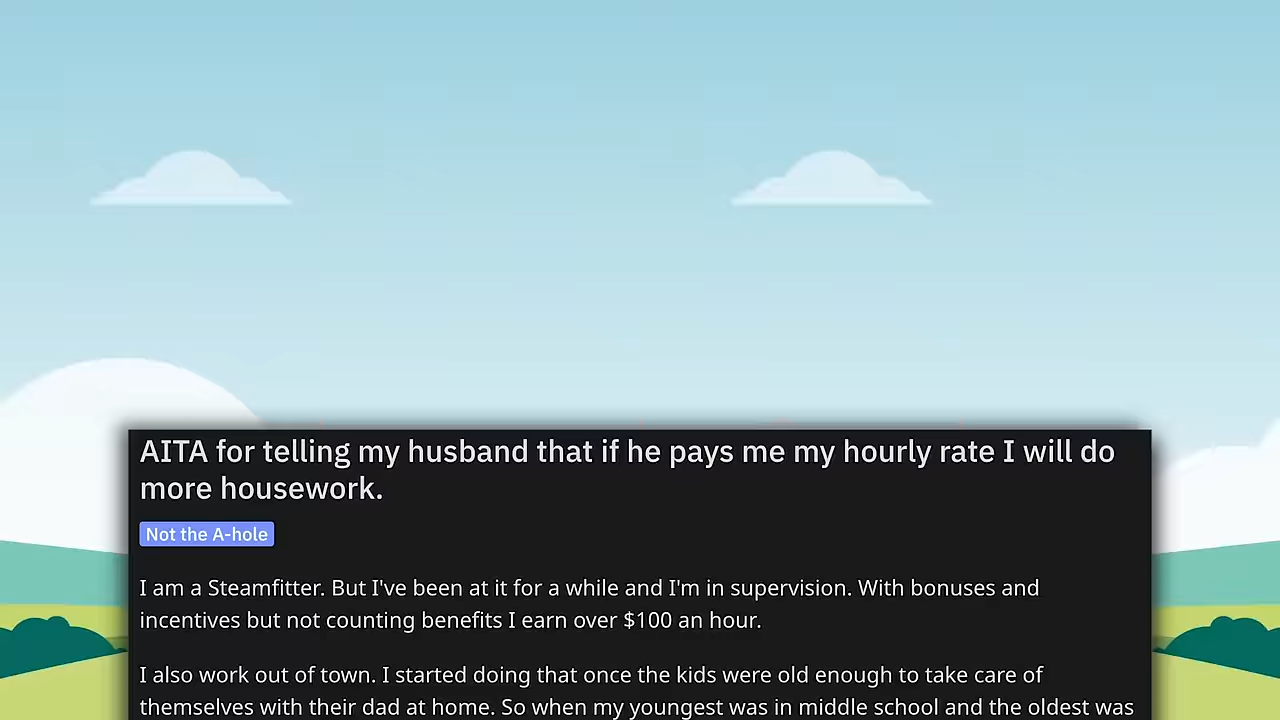 AITA for telling my husband that if he pays me my hourly rate I will do
more housework.
Not the A-hole
I am a Steamfitter. But I've been at it for a while and I'm in supervision. With bonuses and
incentives but not counting benefits I earn over $100 an hour.
I also work out of town. I started doing that once the kids were old enough to take care of
themselves with their dad at home. So when my youngest was in middle school and the oldest was